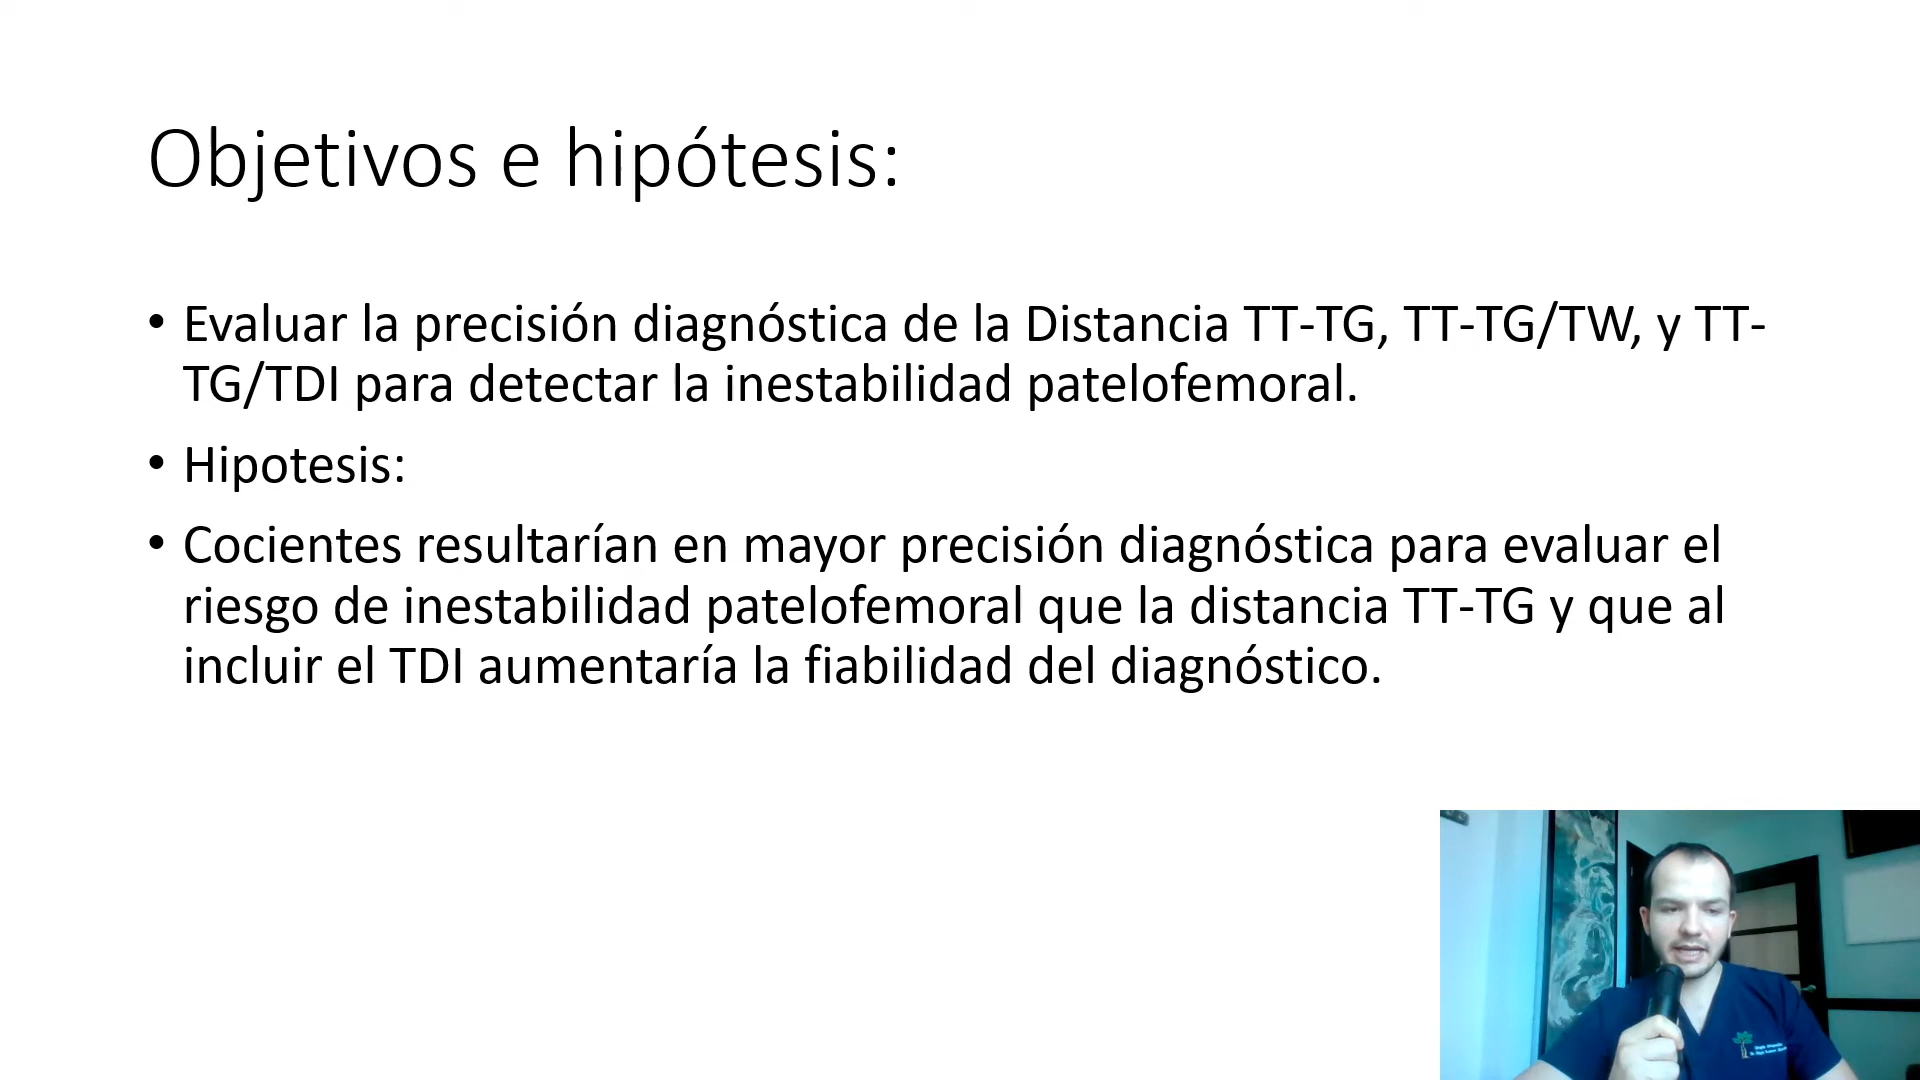 Objetivos e hipótesis:
• Evaluar la precisión diagnóstica de la Distancia TT-TG, TT-TG/TW, y TT-
TG/TDI para detectar la inestabilidad patelofemoral.
• Hipotesis:
• Cocientes resultarían en mayor precisión diagnóstica para evaluar el
riesgo de inestabilidad patelofemoral que la distancia TT-TG y que al
incluir el TDI aumentaría la fiabilidad del diagnóstico.